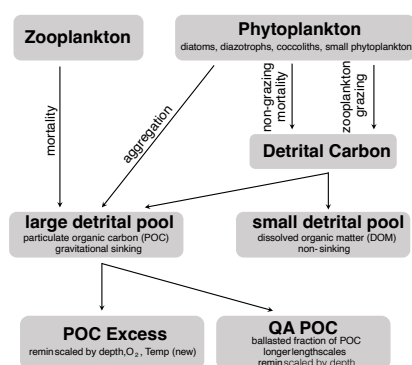 Zooplankton
Phytoplankton
diatoms, diazotrophs, coccoliths, small phytoplankton
mortality
aggregation
non-grazing
mortality
zooplankton
grazing
Detrital Carbon
large detrital pool
particulate organic carbon (POC)
gravitational sinking
small detrital pool
dissolved organic matter (DOM)
non-sinking
POC Excess
remin scaled by depth, O₂, Temp (new)
QA POC
ballasted fraction of POC
longer lengthscales
remin scaled by depth